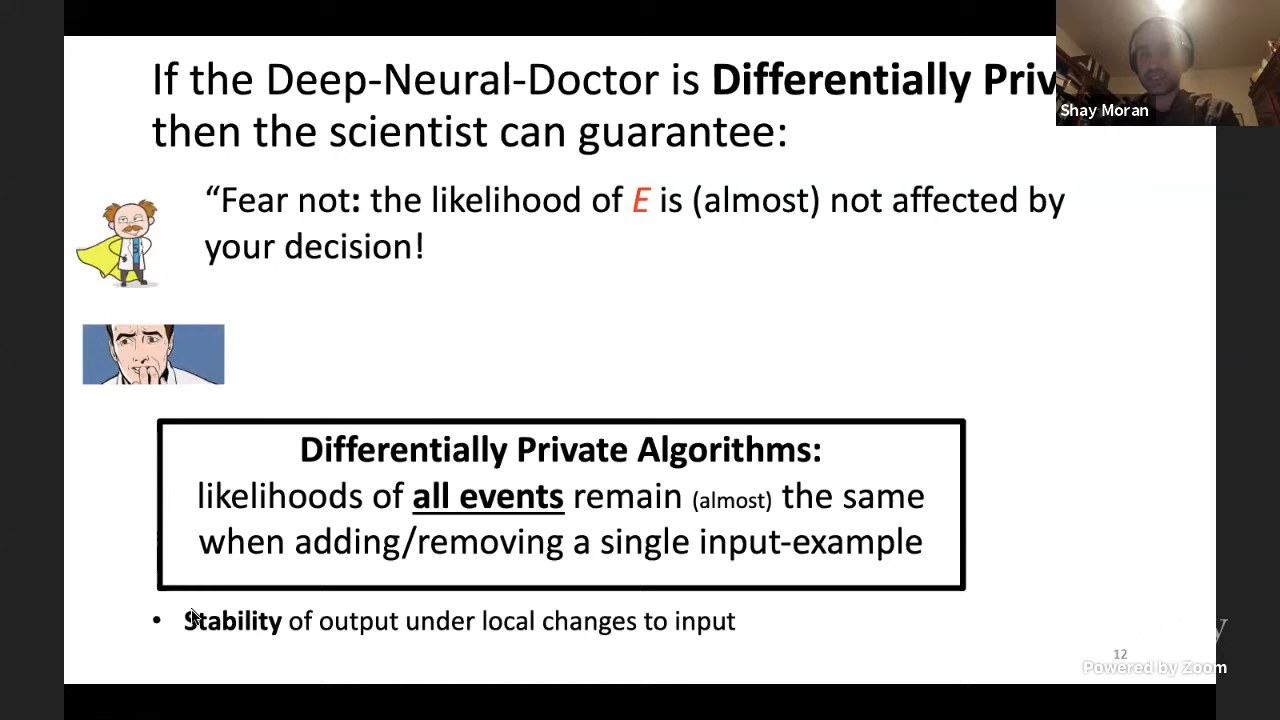 If the Deep-Neural-Doctor is Differentially Priv
then the scientist can guarantee:
Shay Moran
“Fear not: the likelihood of E is (almost) not affected by
your decision!
Differentially Private Algorithms:
likelihoods of all events remain (almost) the same
when adding/removing a single input-example
• Stability of output under local changes to input
12
Powered by Zoom